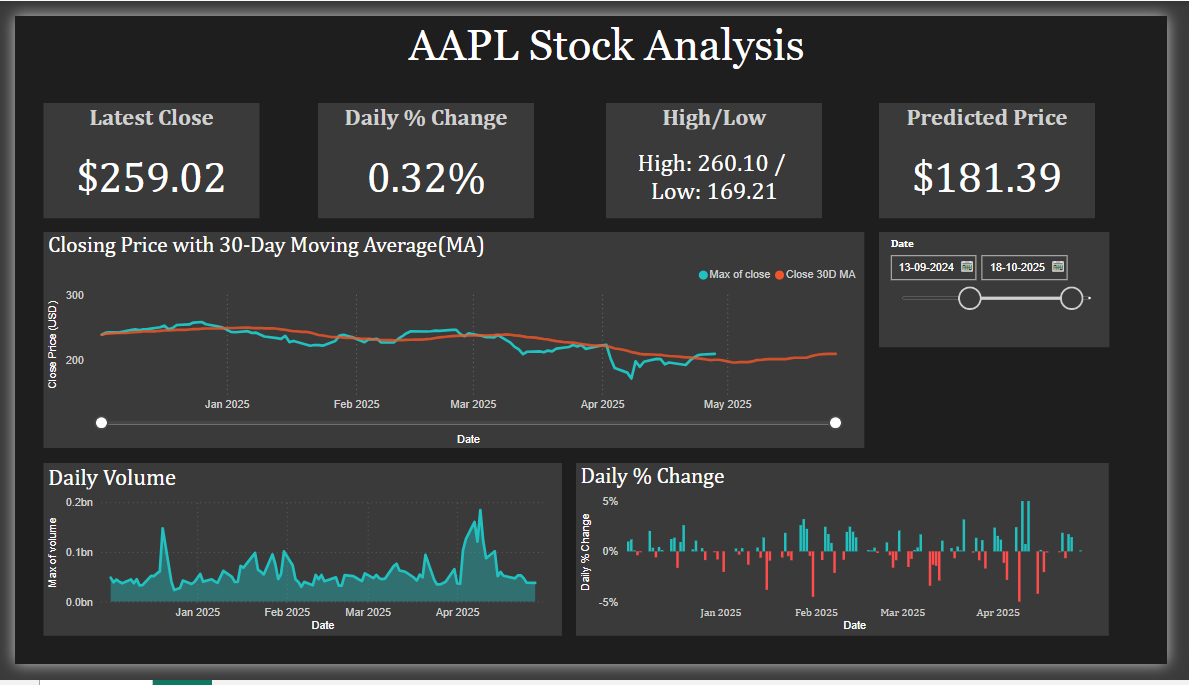 AAPL Stock Analysis
Latest Close
$259.02
Daily % Change
0.32%
High/Low
High: 260.10 /
Low: 169.21
Predicted Price
$181.39
Closing Price with 30-Day Moving Average(MA)
Max of close Close 30D MA
Close Price (USD)
300
200
Jan 2025 Feb 2025 Mar 2025 Apr 2025 May 2025
Date
Date
13-09-2024 18-10-2025
Daily Volume
Max of volume
0.2bn
0.1bn
0.0bn
Jan 2025 Feb 2025 Mar 2025 Apr 2025
Date
Daily % Change
Daily % Change
5%
0%
-5%
Jan 2025 Feb 2025 Mar 2025 Apr 2025
Date